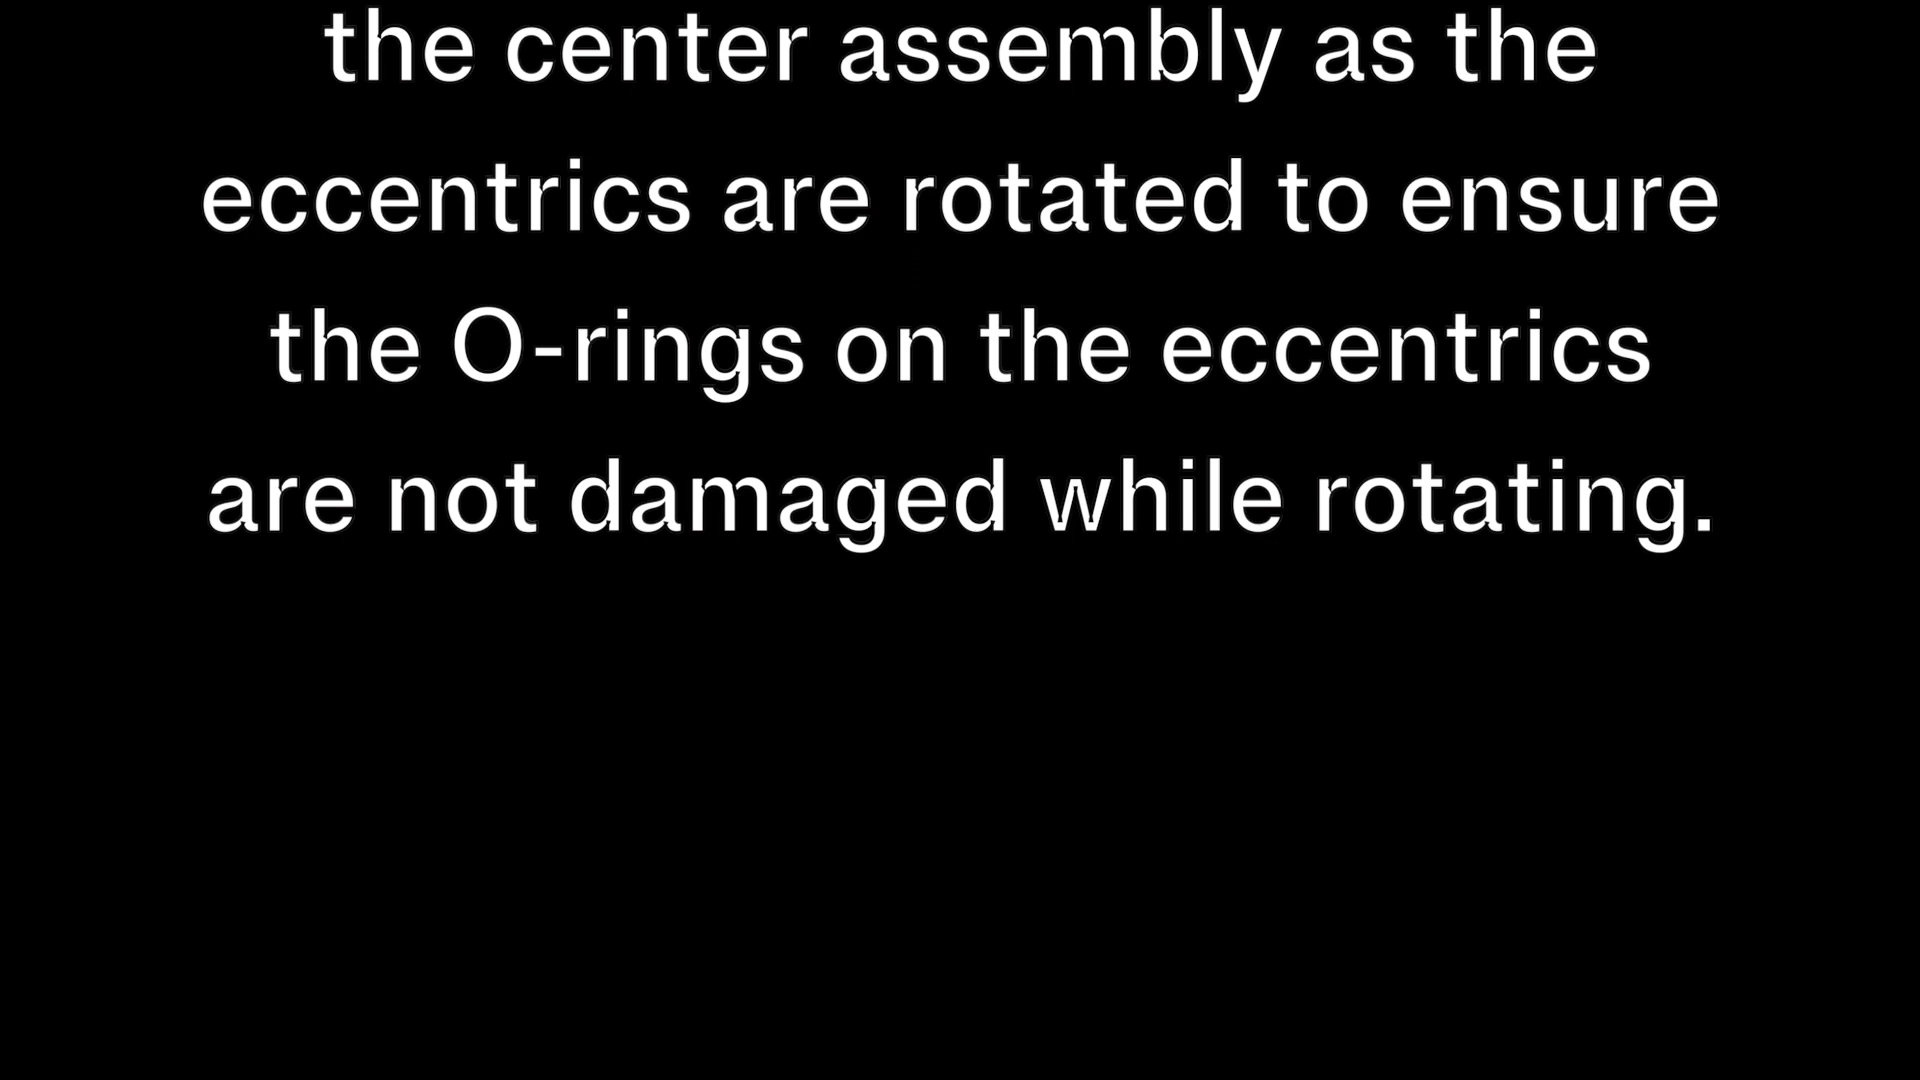 the center assembly as the
eccentrics are rotated to ensure
the O-rings on the eccentrics
are not damaged while rotating.